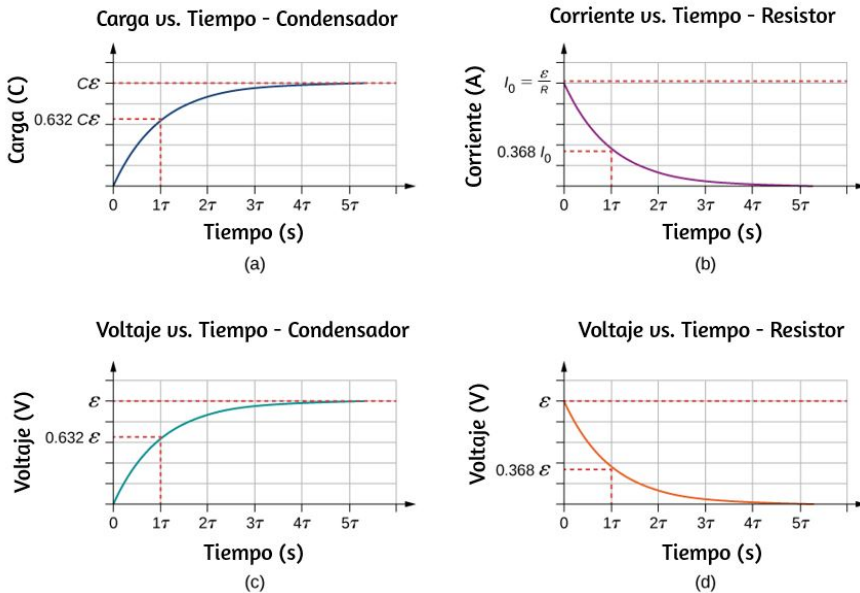 Carga vs. Tiempo - Condensador
Carga (C)
Cε
0.632 Cε
0 1τ 2τ 3τ 4τ 5τ
Tiempo (s)
(a)
Corriente vs. Tiempo - Resistor
Corriente (A)
I₀ = ε/R
0.368 I₀
0 1τ 2τ 3τ 4τ 5τ
Tiempo (s)
(b)
Voltaje vs. Tiempo - Condensador
Voltaje (V)
ε
0.632 ε
0 1τ 2τ 3τ 4τ 5τ
Tiempo (s)
(c)
Voltaje vs. Tiempo - Resistor
Voltaje (V)
ε
0.368 ε
0 1τ 2τ 3τ 4τ 5τ
Tiempo (s)
(d)